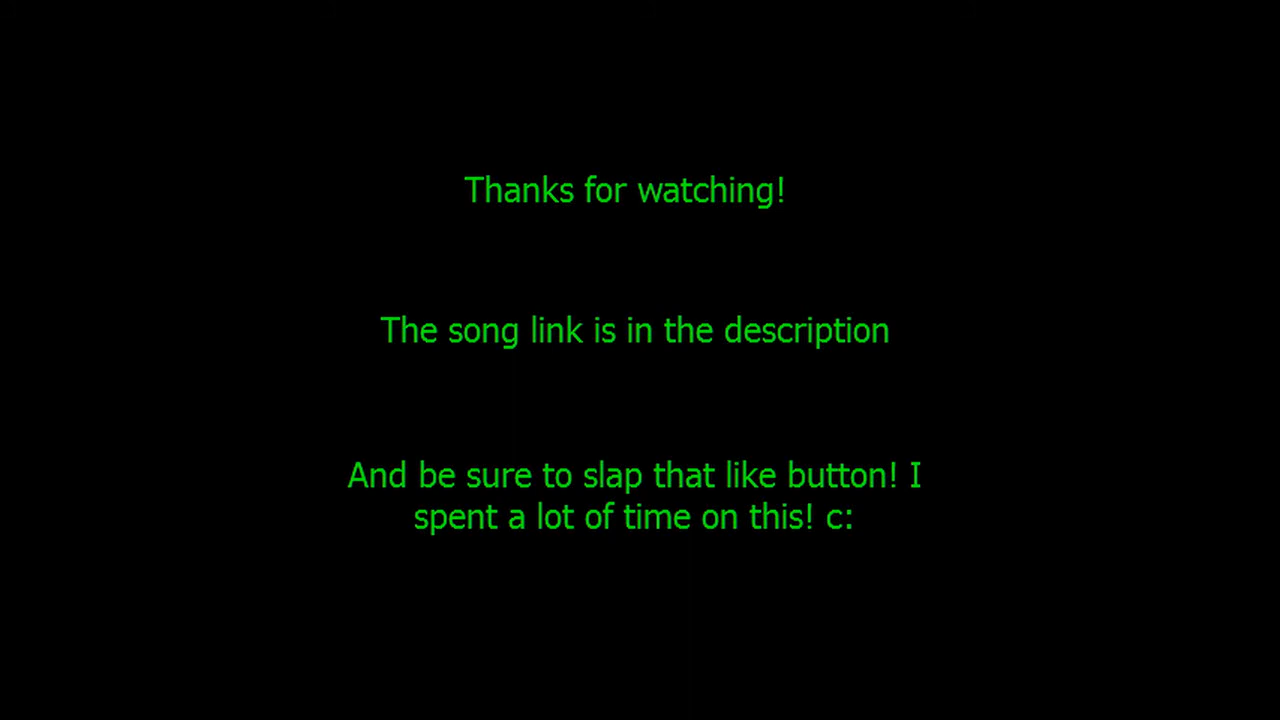 Thanks for watching!
The song link is in the description
And be sure to slap that like button! I
spent a lot of time on this! c: